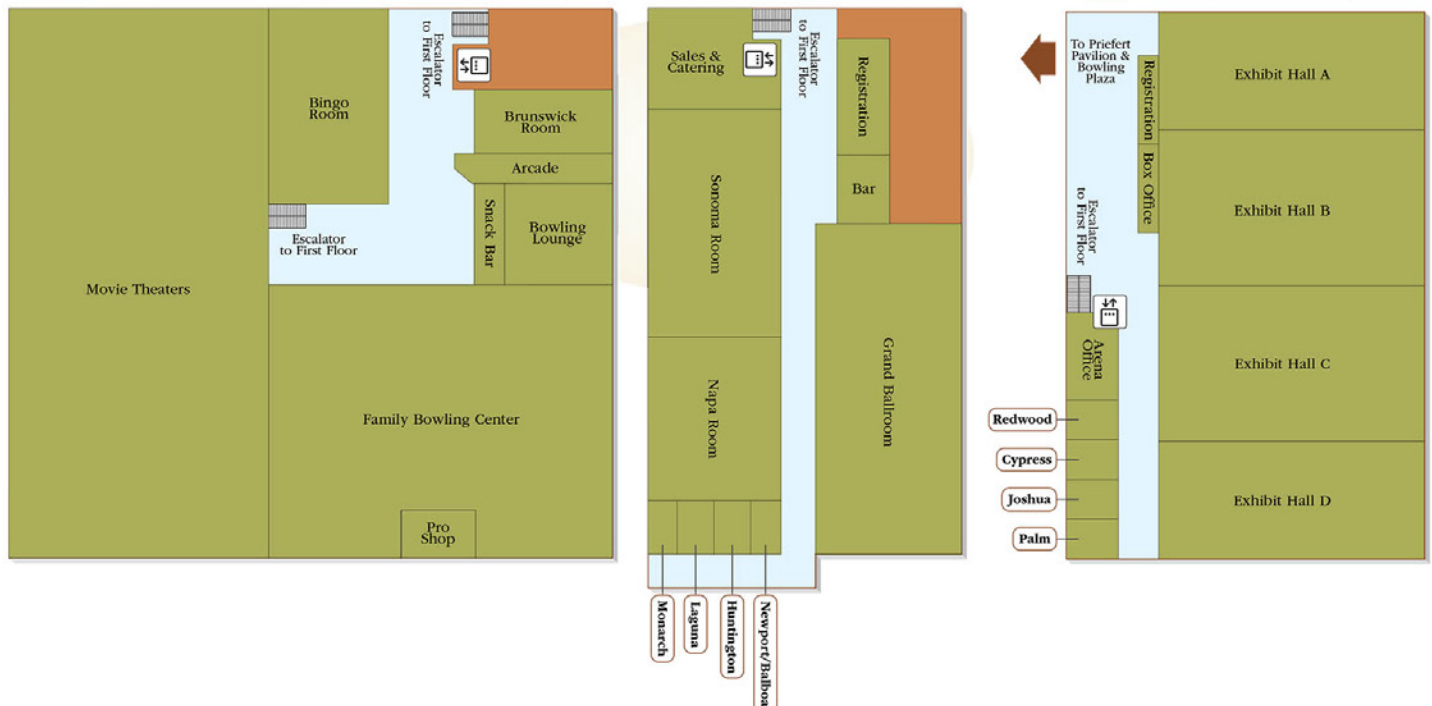 Escalator
to First Floor
Bingo
Room
Brunswick
Room
Arcade
Snack Bar
Bowling
Lounge
Escalator
to First Floor
Movie Theaters
Family Bowling Center
Pro
Shop
Sales &
Catering
Escalator
to First Floor
Registration
Bar
Sonoma Room
Napa Room
Grand Ballroom
Monarch
Laguna
Huntington
Newport/Balboa
To Priefert
Pavilion &
Bowling
Plaza
Registration
Box Office
Exhibit Hall A
Exhibit Hall B
Escalator
to First Floor
Arena
Office
Exhibit Hall C
Redwood
Cypress
Joshua
Palm
Exhibit Hall D